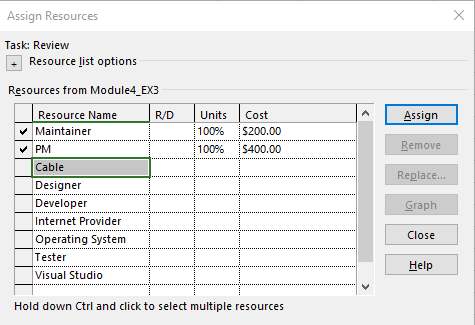 Assign Resources
Task: Review
+ Resource list options
Resources from Module4_EX3
Resource Name R/D Units Cost
✓ Maintainer 100% $200.00
✓ PM 100% $400.00
Cable
Designer
Developer
Internet Provider
Operating System
Tester
Visual Studio
Assign
Remove
Replace...
Graph
Close
Help
Hold down Ctrl and click to select multiple resources